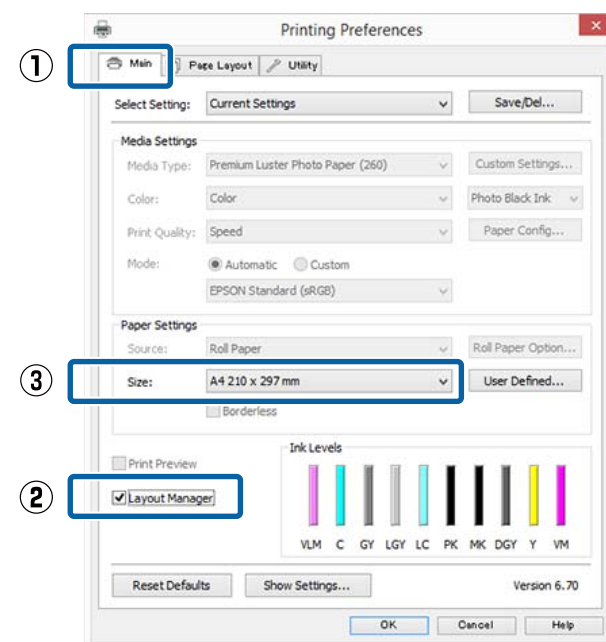 Printing Preferences
①
Main Page Layout Utility
Select Setting: Current Settings Save/Del...
Media Settings
Media Type: Premium Luster Photo Paper (260) Custom Settings...
Color: Color Photo Black Ink
Print Quality: Speed Paper Config...
Mode: Automatic Custom
EPSON Standard (sRGB)
Paper Settings
Source: Roll Paper Roll Paper Option...
③
Size: A4 210 x 297 mm User Defined...
Borderless
Ink Levels
Print Preview
②
Layout Manager
VLM C GY LGY LC PK MK DGY Y VM
Reset Defaults Show Settings... Version 6.70
OK Cancel Help